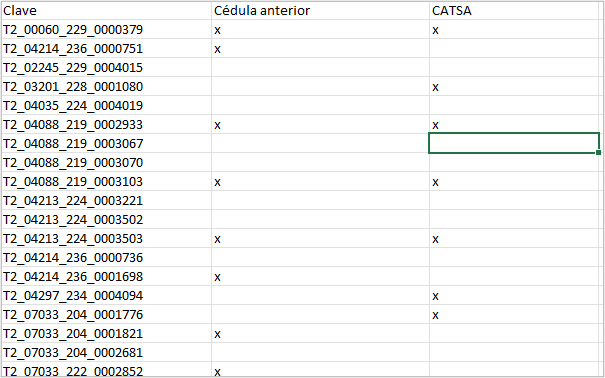 Clave Cédula anterior CATSA
T2_00060_229_0000379 x x
T2_04214_236_0000751 x
T2_02245_229_0004015
T2_03201_228_0001080 x
T2_04035_224_0004019
T2_04088_219_0002933 x x
T2_04088_219_0003067
T2_04088_219_0003070
T2_04088_219_0003103 x x
T2_04213_224_0003221
T2_04213_224_0003502
T2_04213_224_0003503 x x
T2_04214_236_0000736
T2_04214_236_0001698 x
T2_04297_234_0004094 x
T2_07033_204_0001776 x
T2_07033_204_0001821 x
T2_07033_204_0002681
T2_07033_222_0002852 x